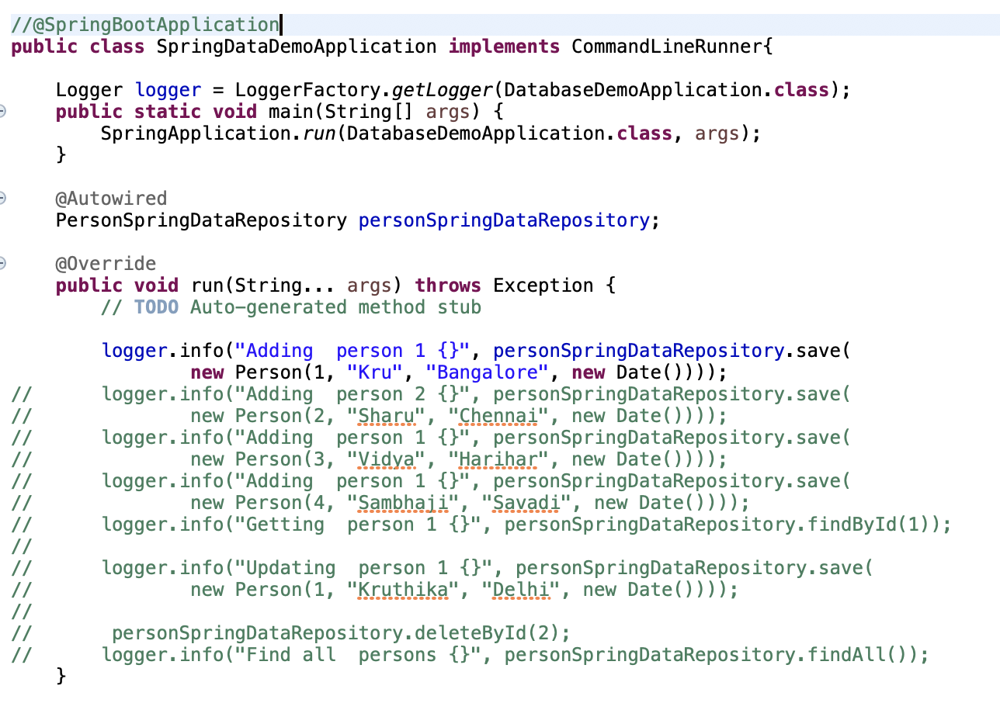 //@SpringBootApplication
public class SpringDataDemoApplication implements CommandLineRunner{
Logger logger = LoggerFactory.getLogger(DatabaseDemoApplication.class);
public static void main(String[] args) {
SpringApplication.run(DatabaseDemoApplication.class, args);
}
@Autowired
PersonSpringDataRepository personSpringDataRepository;
@Override
public void run(String... args) throws Exception {
// TODO Auto-generated method stub
logger.info("Adding  person 1 {}", personSpringDataRepository.save(
new Person(1, "Kru", "Bangalore", new Date())));
//      logger.info("Adding  person 2 {}", personSpringDataRepository.save(
//              new Person(2, "Sharu", "Chennai", new Date())));
//      logger.info("Adding  person 1 {}", personSpringDataRepository.save(
//              new Person(3, "Vidya", "Harihar", new Date())));
//      logger.info("Adding  person 1 {}", personSpringDataRepository.save(
//              new Person(4, "Sambhaji", "Savadi", new Date())));
//      logger.info("Getting  person 1 {}", personSpringDataRepository.findById(1));
//
//      logger.info("Updating  person 1 {}", personSpringDataRepository.save(
//              new Person(1, "Kruthika", "Delhi", new Date())));
//
//       personSpringDataRepository.deleteById(2);
//      logger.info("Find all  persons {}", personSpringDataRepository.findAll());
}